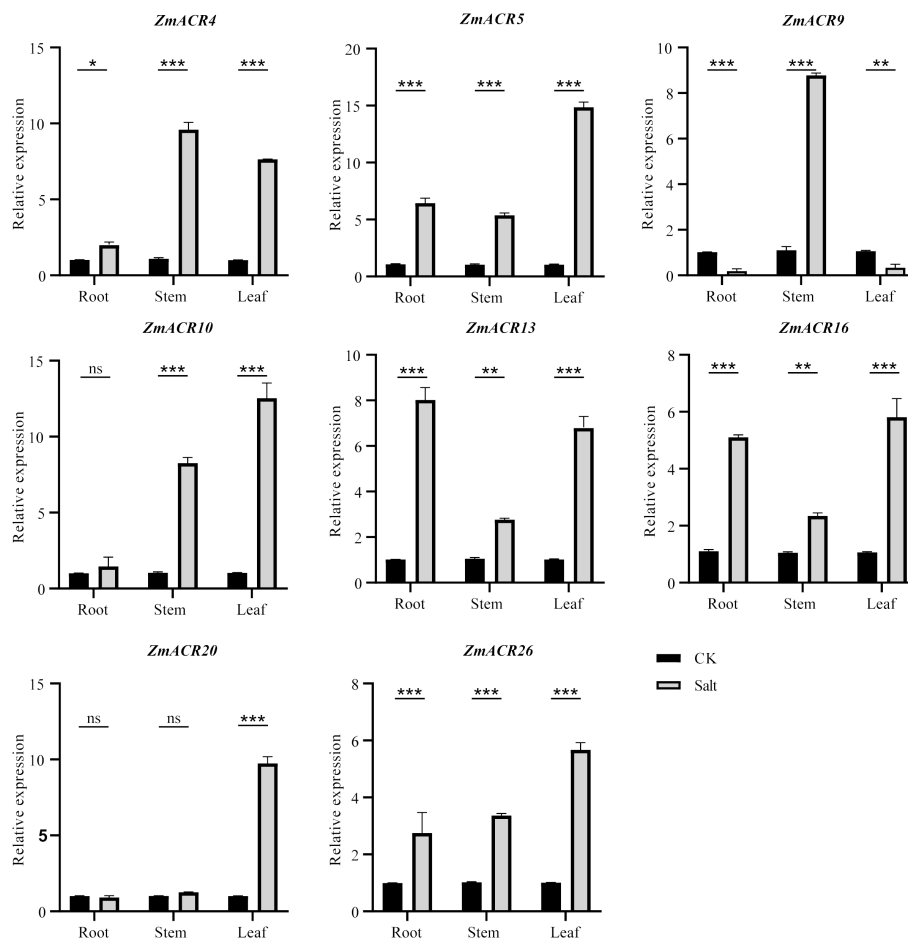 ZmACR4
Relative expression
15
10
5
0
*
***
***
Root Stem Leaf
ZmACR5
Relative expression
20
15
10
5
0
***
***
***
Root Stem Leaf
ZmACR9
Relative expression
10
8
6
4
2
0
***
***
**
Root Stem Leaf
ZmACR10
Relative expression
15
10
5
0
ns
***
***
Root Stem Leaf
ZmACR13
Relative expression
10
8
6
4
2
0
***
**
***
Root Stem Leaf
ZmACR16
Relative expression
8
6
4
2
0
***
**
***
Root Stem Leaf
ZmACR20
Relative expression
15
10
5
0
ns
ns
***
Root Stem Leaf
ZmACR26
Relative expression
8
6
4
2
0
***
***
***
Root Stem Leaf
CK
Salt